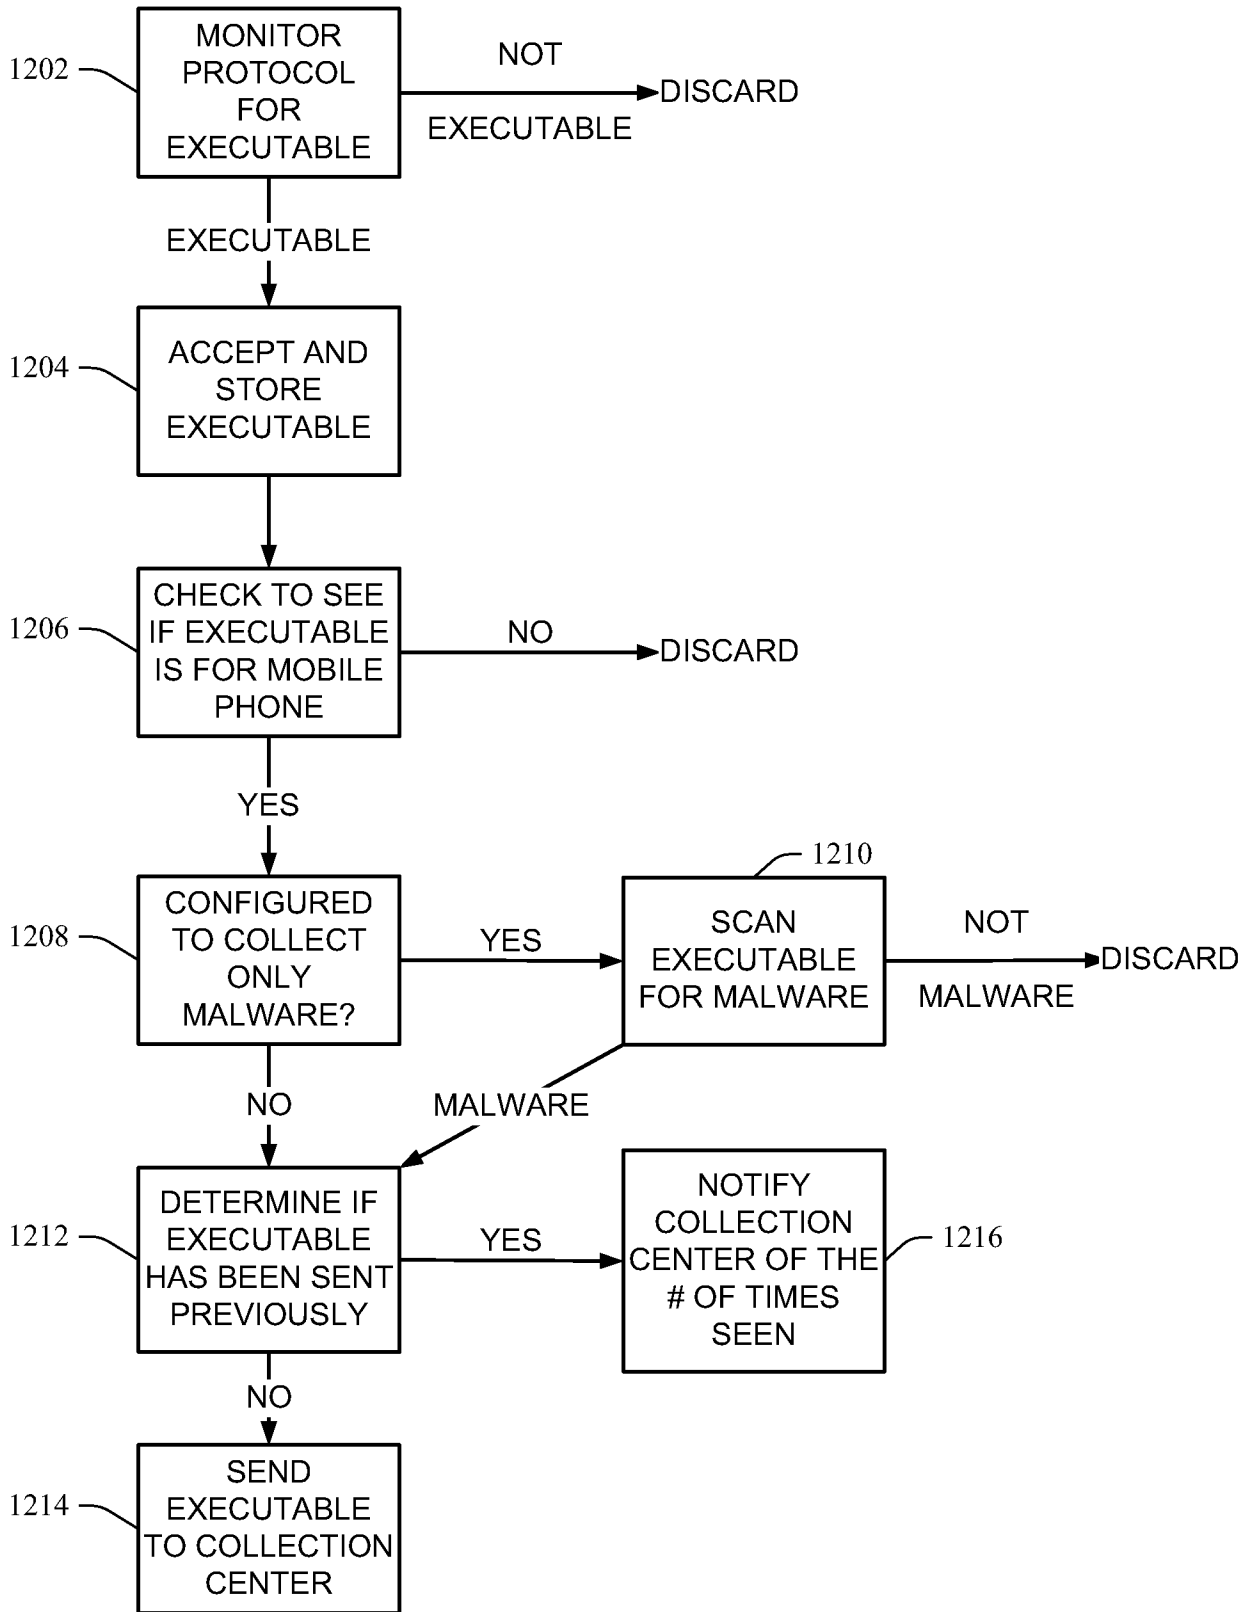 MONITOR
PROTOCOL
FOR
EXECUTABLE
1202
NOT
EXECUTABLE
DISCARD
EXECUTABLE
ACCEPT AND
STORE
EXECUTABLE
1204
CHECK TO SEE
IF EXECUTABLE
IS FOR MOBILE
PHONE
1206
NO
DISCARD
YES
CONFIGURED
TO COLLECT
ONLY
MALWARE?
1208
YES
1210
SCAN
EXECUTABLE
FOR MALWARE
NOT
MALWARE
DISCARD
NO
MALWARE
DETERMINE IF
EXECUTABLE
HAS BEEN SENT
PREVIOUSLY
1212
YES
NOTIFY
COLLECTION
CENTER OF THE
# OF TIMES
SEEN
1216
NO
SEND
EXECUTABLE
TO COLLECTION
CENTER
1214